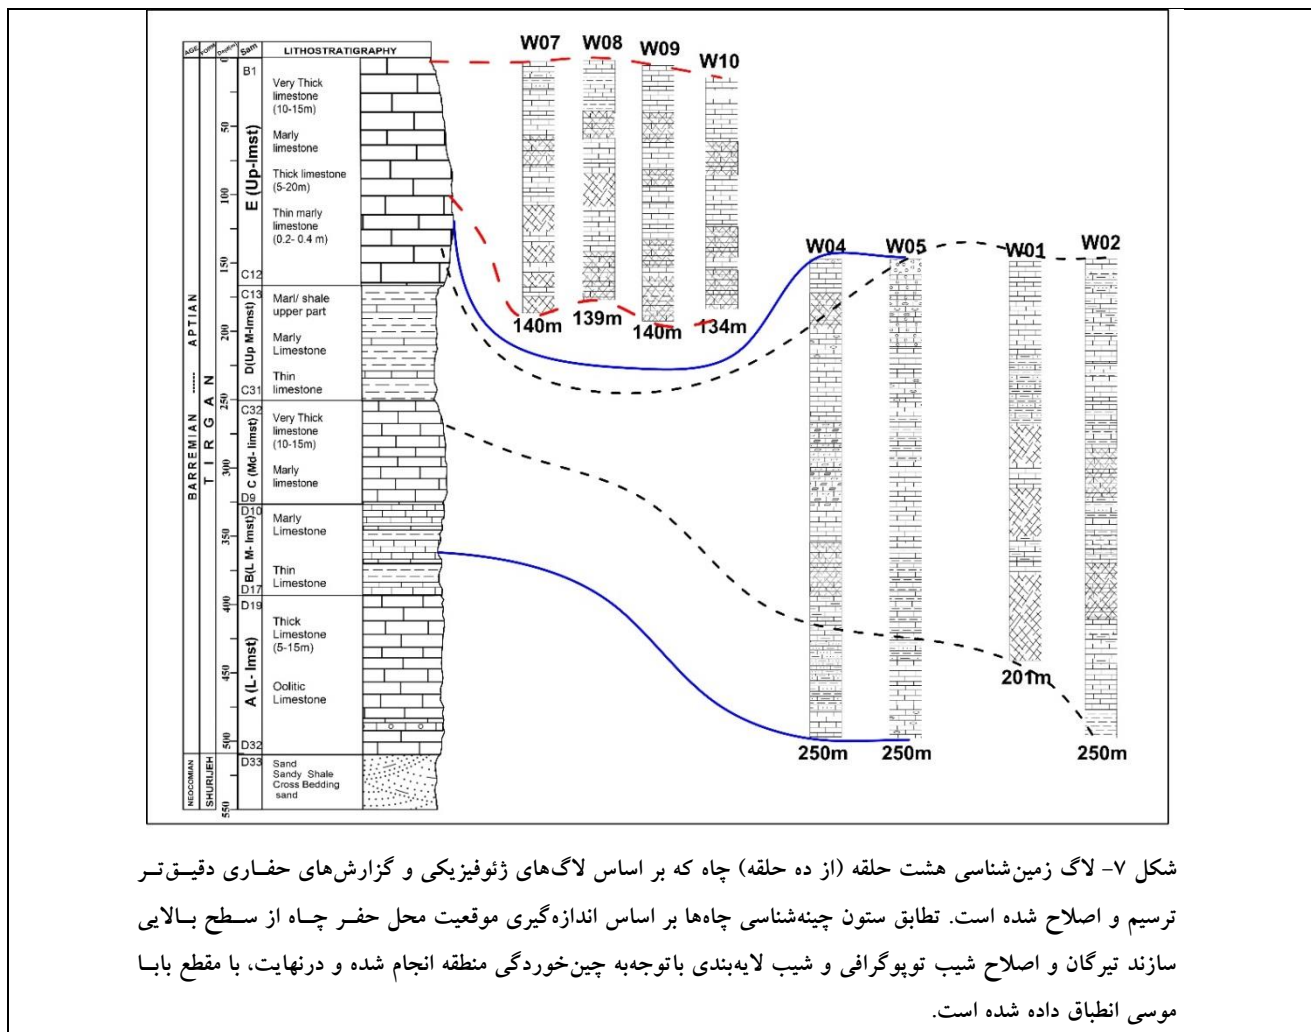 AGE
FORM
Depth(m)
Sam
LITHOSTRATIGRAPHY
W07
W08
W09
W10
0
B1
Very Thick
limestone
(10-15m)
50
Marly
limestone
E (Up-lmst)
Thick limestone
(5-20m)
100
Thin marly
limestone
(0.2- 0.4 m)
150
C12
W04
W05
W01
W02
C13
Marl/ shale
upper part
D(Up M-lmst)
200
Marly
Limestone
Thin
limestone
C31
250
140m
139m
140m
134m
BARREMIAN ------ APTIAN
TIRGAN
C32
Very Thick
limestone
(10-15m)
C (Md- limst)
300
Marly
limestone
D9
D10
Marly
Limestone
B(L M- lmst)
350
Thin
Limestone
D17
400
D19
Thick
Limestone
(5-15m)
A (L- lmst)
450
Oolitic
Limestone
500
D32
201m
250m
250m
250m
NEOCOMIAN
SHURIJEH
D33
Sand
Sandy Shale
Cross Bedding
sand
550
شکل ۷- لاگ زمین‌شناسی هشت حلقه (از ده حلقه) چاه که بر اساس لاگ‌های ژئوفیزیکی و گزارش‌های حفاری دقیق‌تر
ترسیم و اصلاح شده است. تطابق ستون چینه‌شناسی چاه‌ها بر اساس اندازه‌گیری موقعیت محل حفر چاه از سطح بالایی
سازند تیرگان و اصلاح شیب توپوگرافی و شیب لایه‌بندی باتوجه‌به چین‌خوردگی منطقه انجام شده و درنهایت، با مقطع بابا
موسی انطباق داده شده است.